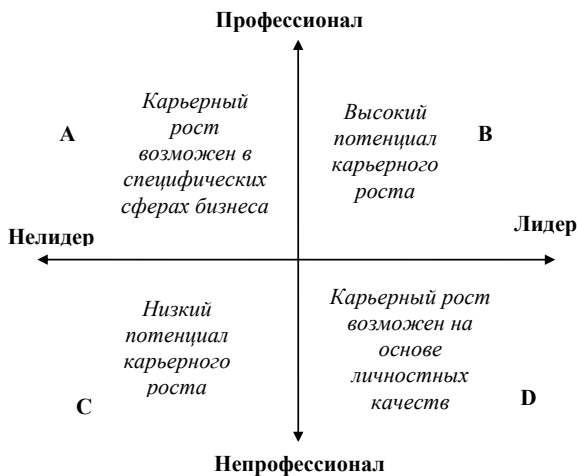 Профессионал
A
Карьерный
рост
возможен в
специфических
сферах бизнеса
Высокий
потенциал
карьерного
роста
B
Нелидер
Лидер
Низкий
потенциал
карьерного
роста
C
Карьерный рост
возможен на
основе
личностных
качеств
D
Непрофессионал